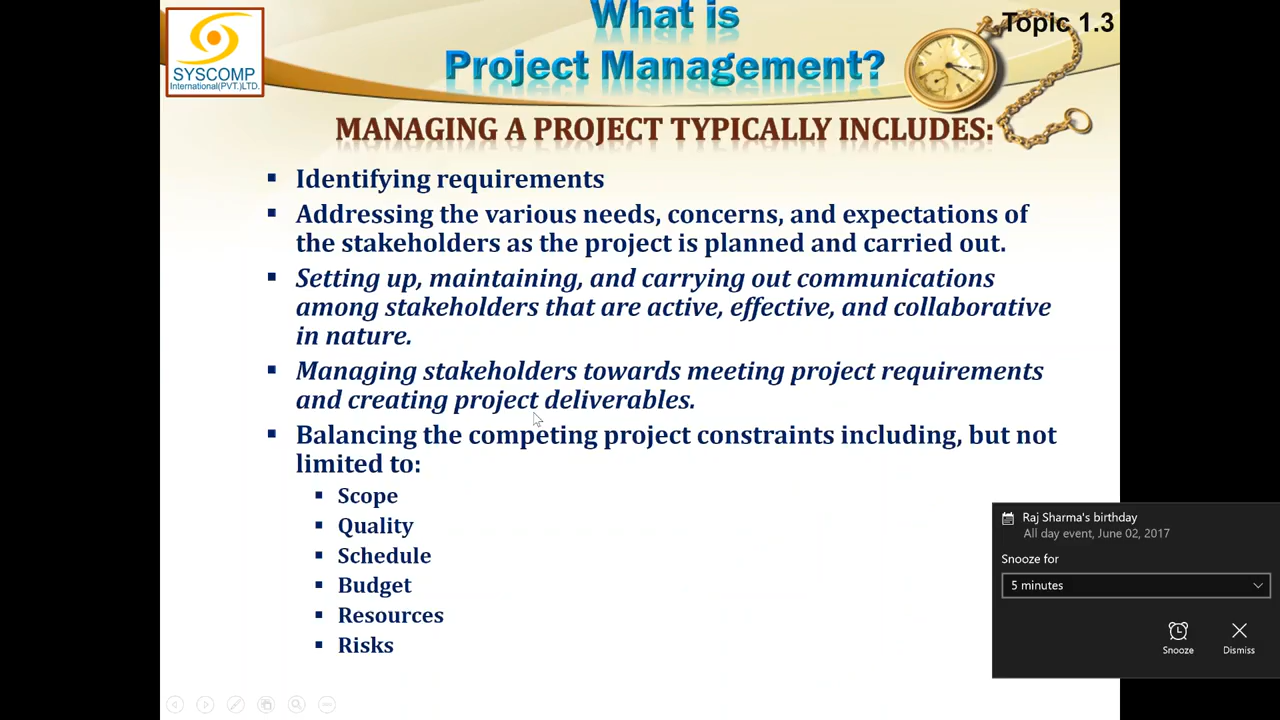 What is
Topic 1.3
Project Management?
SYSCOMP
International(PVT.)LTD.
MANAGING A PROJECT TYPICALLY INCLUDES:
▪ Identifying requirements
▪ Addressing the various needs, concerns, and expectations of
the stakeholders as the project is planned and carried out.
▪ Setting up, maintaining, and carrying out communications
among stakeholders that are active, effective, and collaborative
in nature.
▪ Managing stakeholders towards meeting project requirements
and creating project deliverables.
▪ Balancing the competing project constraints including, but not
limited to:
▪ Scope
▪ Quality
▪ Schedule
▪ Budget
▪ Resources
▪ Risks
Raj Sharma's birthday
All day event, June 02, 2017
Snooze for
5 minutes
Snooze
Dismiss